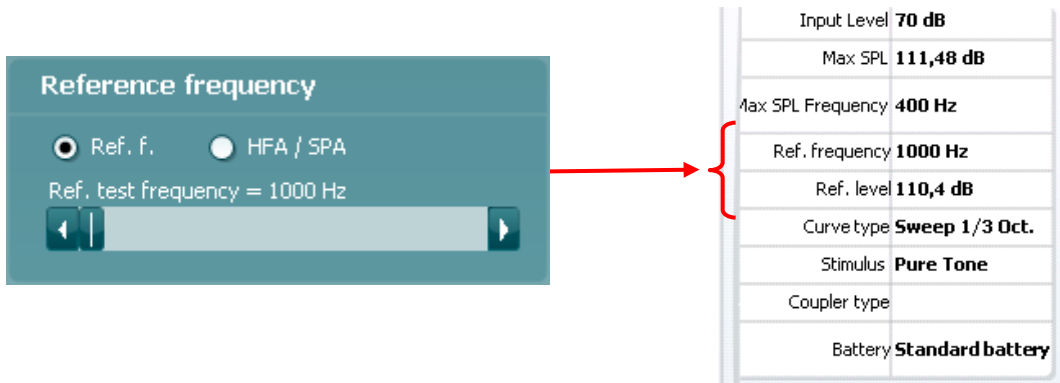 Reference frequency
Ref. f. HFA / SPA
Ref. test frequency = 1000 Hz
Input Level 70 dB
Max SPL 111,48 dB
Max SPL Frequency 400 Hz
Ref. frequency 1000 Hz
Ref. level 110,4 dB
Curve type Sweep 1/3 Oct.
Stimulus Pure Tone
Coupler type
Battery Standard battery